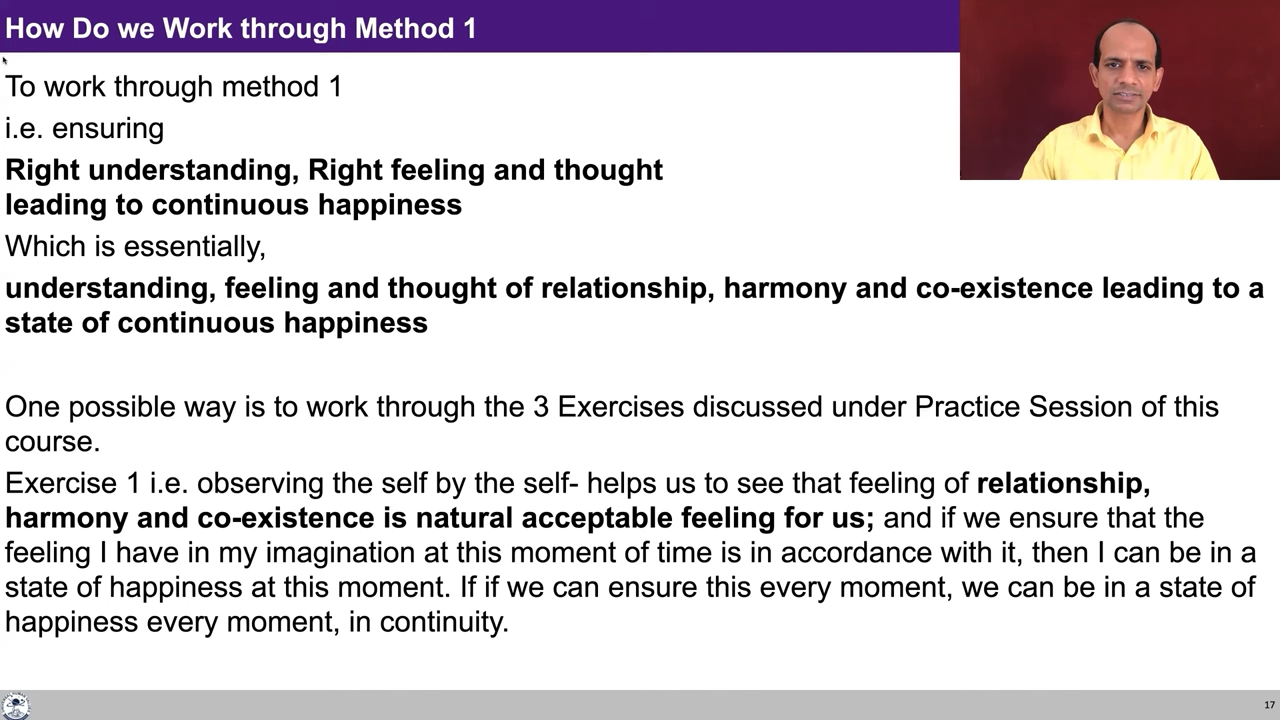 How Do we Work through Method 1
To work through method 1
i.e. ensuring
Right understanding, Right feeling and thought
leading to continuous happiness
Which is essentially,
understanding, feeling and thought of relationship, harmony and co-existence leading to a
state of continuous happiness
One possible way is to work through the 3 Exercises discussed under Practice Session of this
course.
Exercise 1 i.e. observing the self by the self- helps us to see that feeling of relationship,
harmony and co-existence is natural acceptable feeling for us; and if we ensure that the
feeling I have in my imagination at this moment of time is in accordance with it, then I can be in a
state of happiness at this moment. If if we can ensure this every moment, we can be in a state of
happiness every moment, in continuity.
17